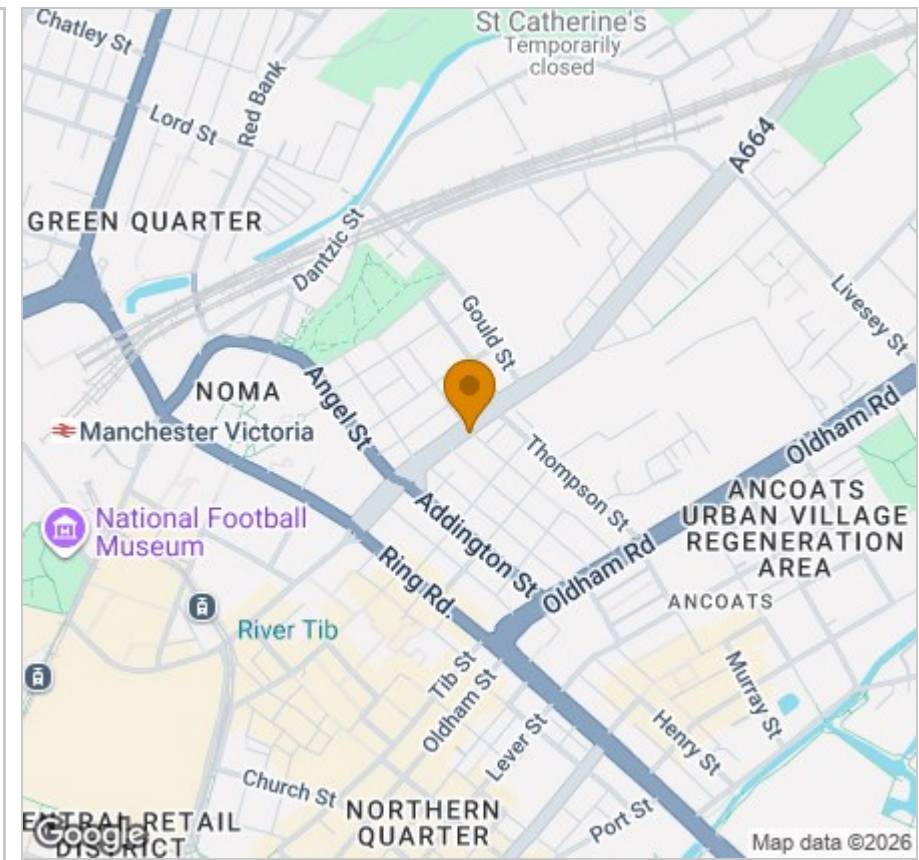 St Catherine's
Temporarily
closed
Chatley St
Red Bank
Lord St
A664
GREEN QUARTER
Dantzic St
Livesey St
Gould St
NOMA
Angel St
Manchester Victoria
Oldham Rd
Thompson St
ANCOATS
URBAN VILLAGE
REGENERATION
AREA
National Football
Museum
Addington St
Ring Rd.
Oldham Rd
ANCOATS
River Tib
Tib St
Oldham St
Murray St
Lever St
Henry St
Church St
NORTHERN
QUARTER
Port St
CENTRAL RETAIL
DISTRICT
Google
Map data ©2026